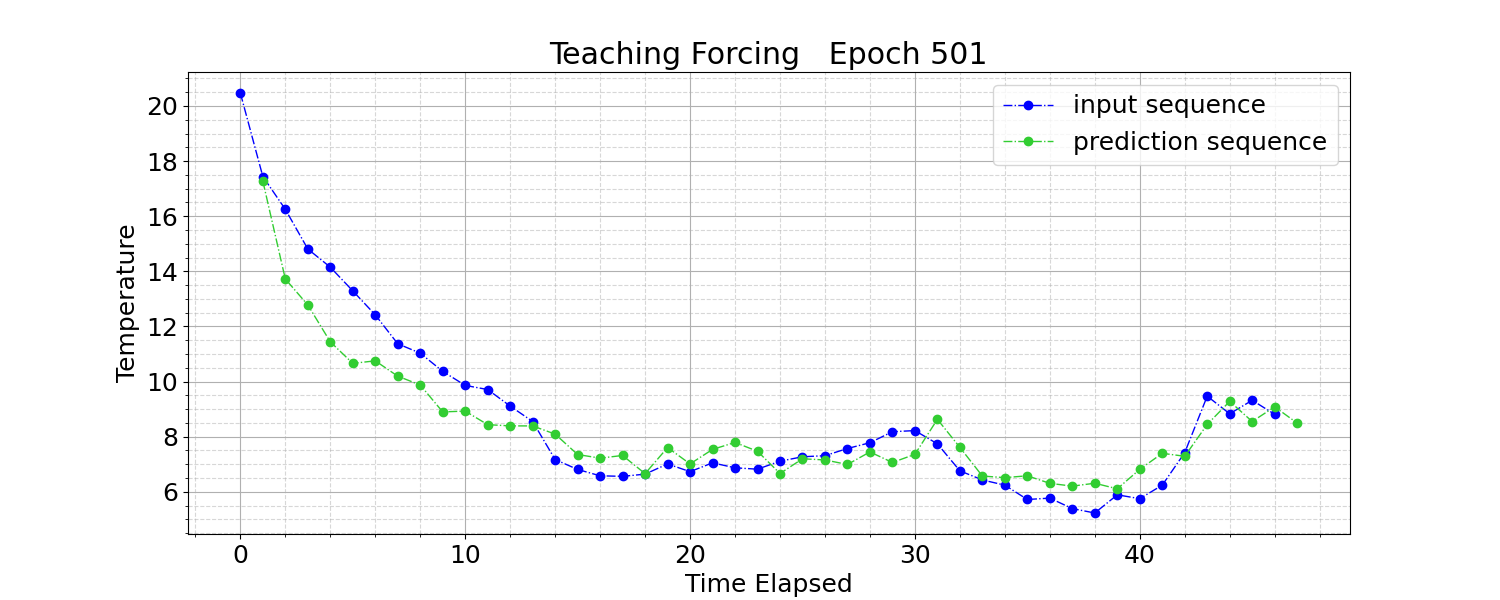 Teaching Forcing   Epoch 501
input sequence
prediction sequence
20
18
16
14
12
10
8
6
Temperature
0 10 20 30 40
Time Elapsed